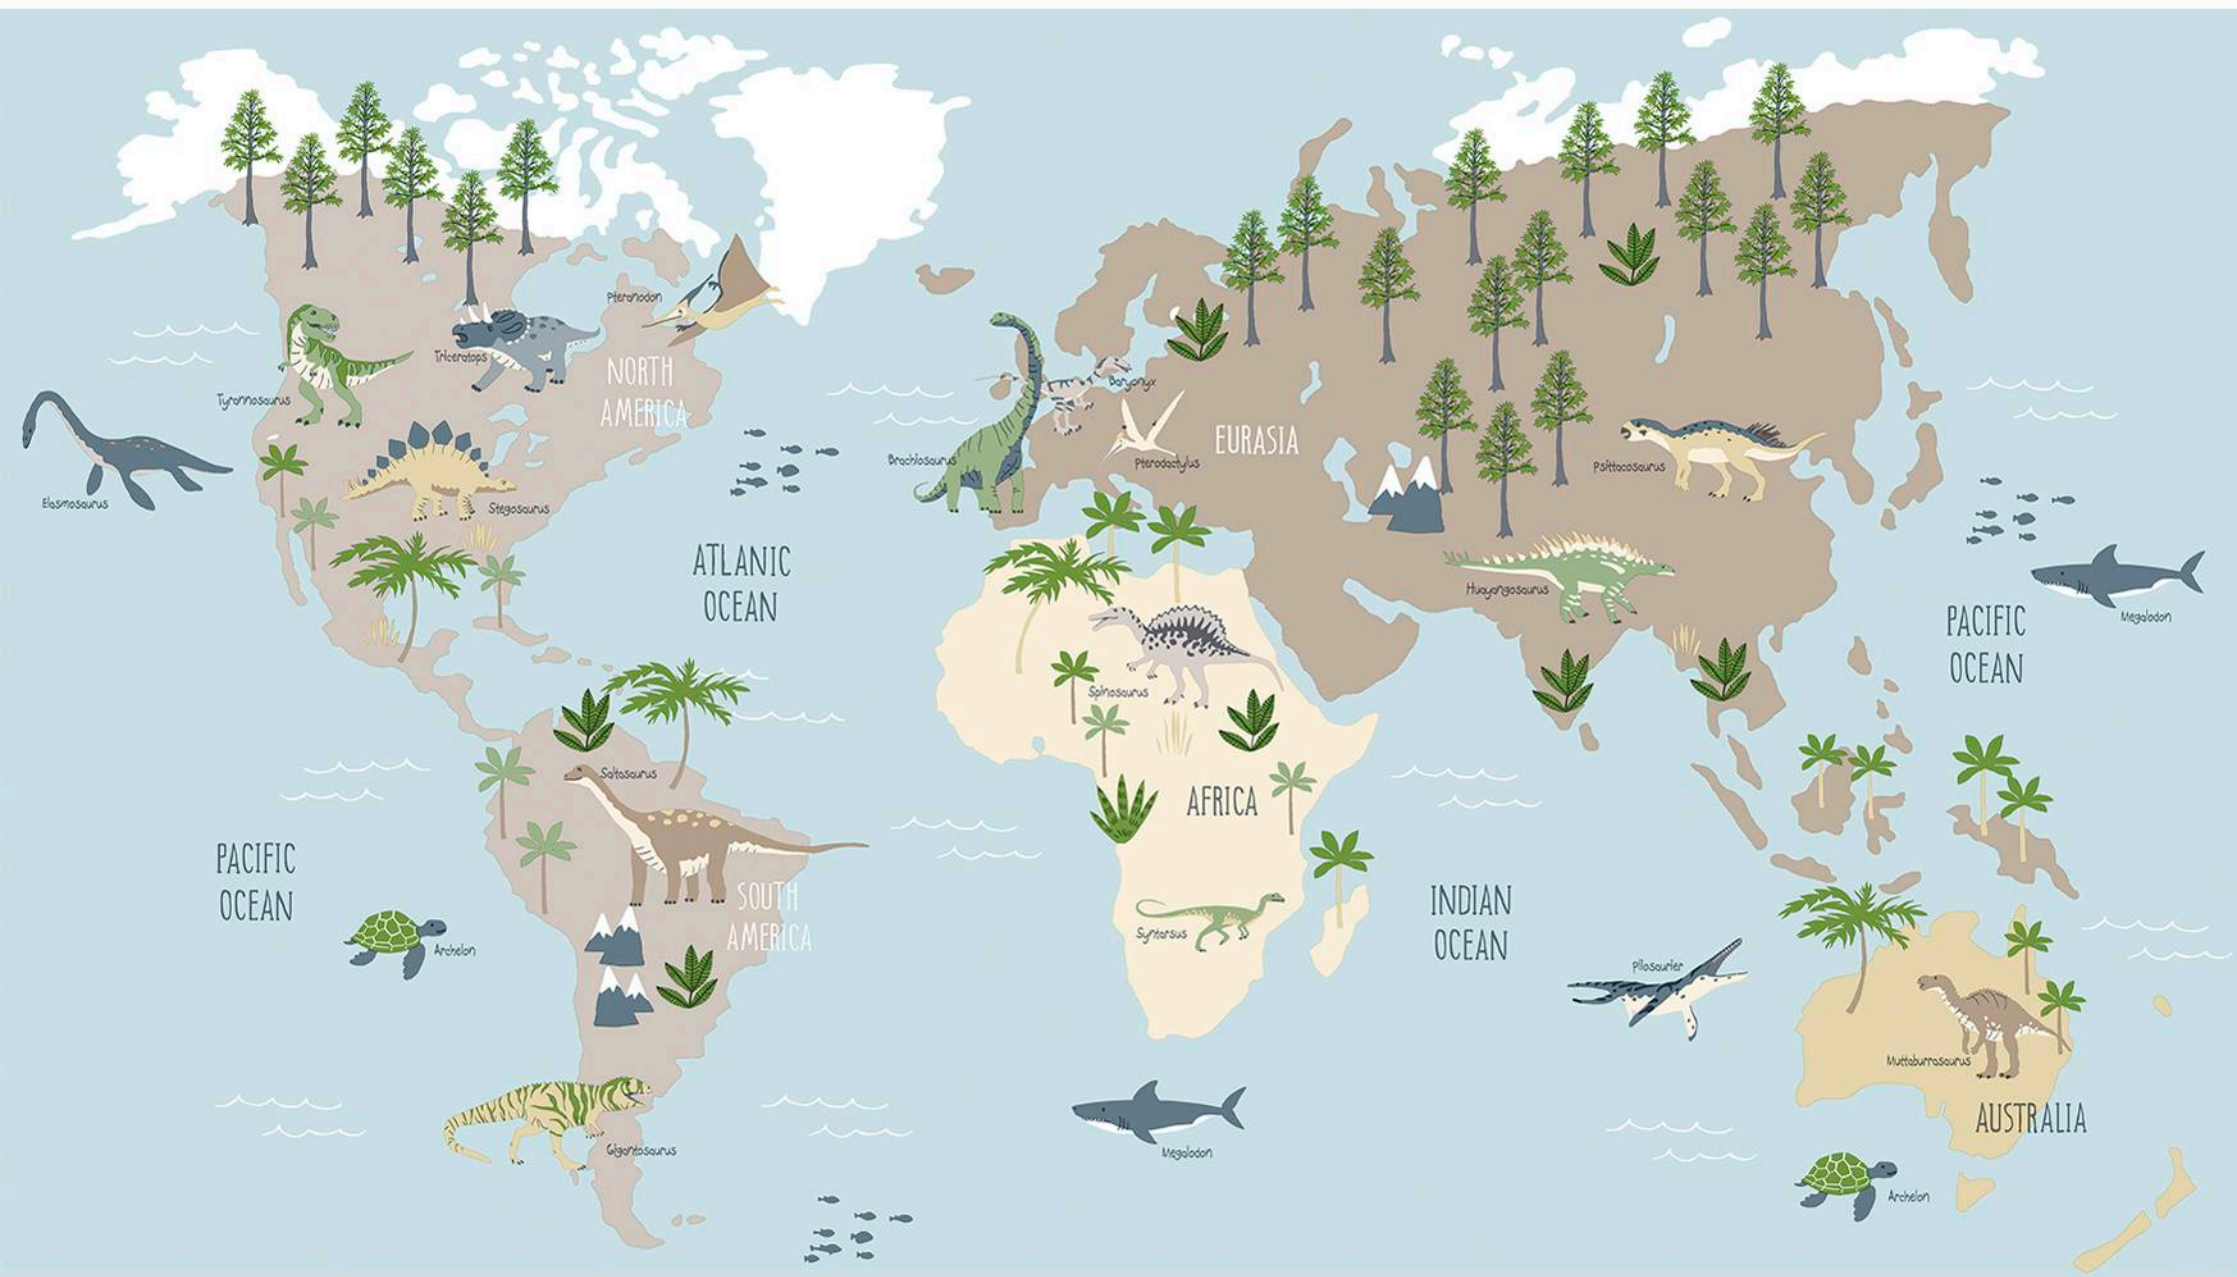 Pteranodon
Triceratops
NORTH
AMERICA
Tyrannosaurus
Elasmosaurus
Stegosaurus
ATLANIC
OCEAN
Baryonyx
Brachiosaurus
Pterodactylus
EURASIA
Psittacosaurus
Huayangosaurus
Megalodon
PACIFIC
OCEAN
Spinosaurus
AFRICA
Syntarsus
Saltasaurus
SOUTH
AMERICA
PACIFIC
OCEAN
Archelon
Gigantosaurus
Megalodon
INDIAN
OCEAN
Pliosaurier
Muttaburrasaurus
AUSTRALIA
Archelon